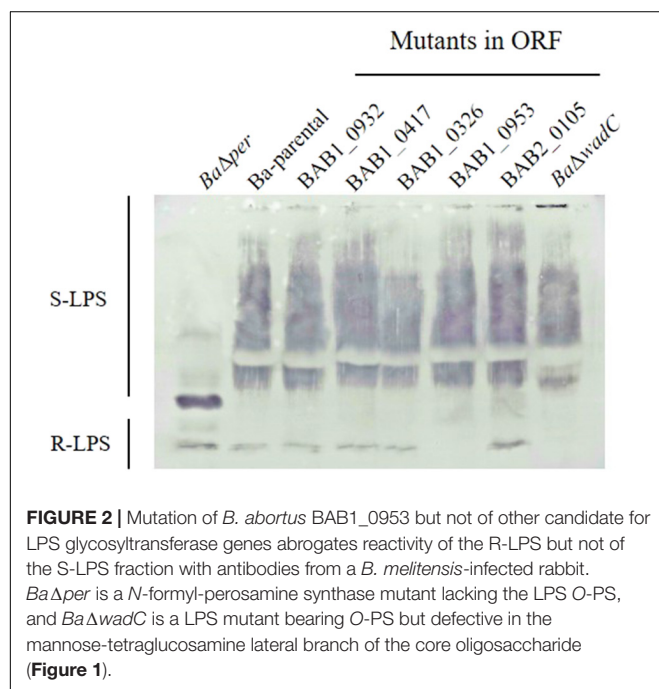 Mutants in ORF
BaΔper
Ba-parental
BAB1_0932
BAB1_0417
BAB1_0326
BAB1_0953
BAB2_0105
BaΔwadC
S-LPS
R-LPS
FIGURE 2 | Mutation of B. abortus BAB1_0953 but not of other candidate for
LPS glycosyltransferase genes abrogates reactivity of the R-LPS but not of
the S-LPS fraction with antibodies from a B. melitensis-infected rabbit.
BaΔper is a N-formyl-perosamine synthase mutant lacking the LPS O-PS,
and BaΔwadC is a LPS mutant bearing O-PS but defective in the
mannose-tetraglucosamine lateral branch of the core oligosaccharide
(Figure 1).